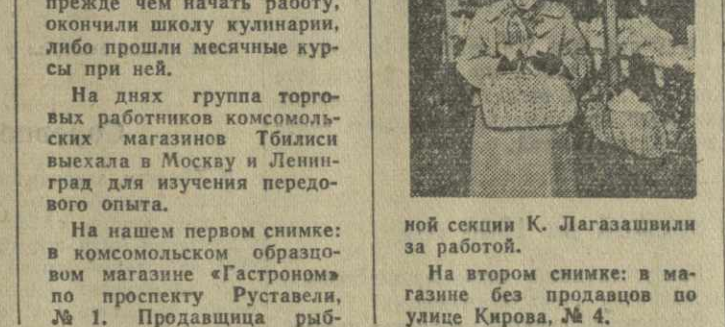 прежде чем начать работу,
окончили школу кулинарии,
либо прошли месячные кур-
сы при ней.
На днях группа торго-
вых работников комсомоль-
ских магазинов Тбилиси
выехала в Москву и Ленин-
град для изучения передо-
вого опыта.
На нашем первом снимке:
в комсомольском образцо-
вом магазине «Гастроном»
по проспекту Руставели,
№ 1. Продавщица рыб-
ной секции К. Лагазашвили
за работой.
На втором снимке: в ма-
газине без продавцов по
улице Кирова, № 4.